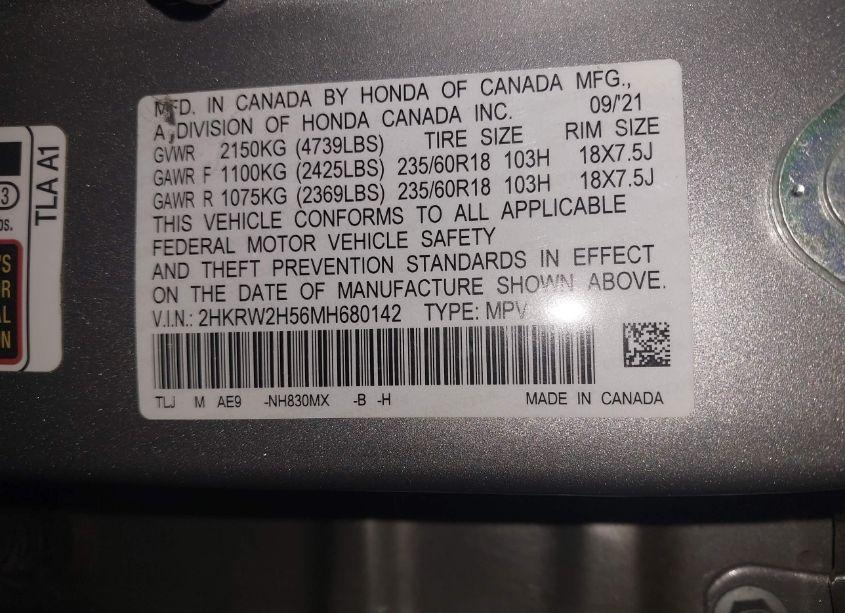 MFD. IN CANADA BY HONDA OF CANADA MFG.,
A DIVISION OF HONDA CANADA INC. 09/'21
GVWR 2150KG (4739LBS) TIRE SIZE RIM SIZE
GAWR F 1100KG (2425LBS) 235/60R18 103H 18X7.5J
GAWR R 1075KG (2369LBS) 235/60R18 103H 18X7.5J
THIS VEHICLE CONFORMS TO ALL APPLICABLE
FEDERAL MOTOR VEHICLE SAFETY
AND THEFT PREVENTION STANDARDS IN EFFECT
ON THE DATE OF MANUFACTURE SHOWN ABOVE.
V.I.N.: 2HKRW2H56MH680142 TYPE: MPV
TLJ M AE9 -NH830MX -B -H MADE IN CANADA
TLA A1